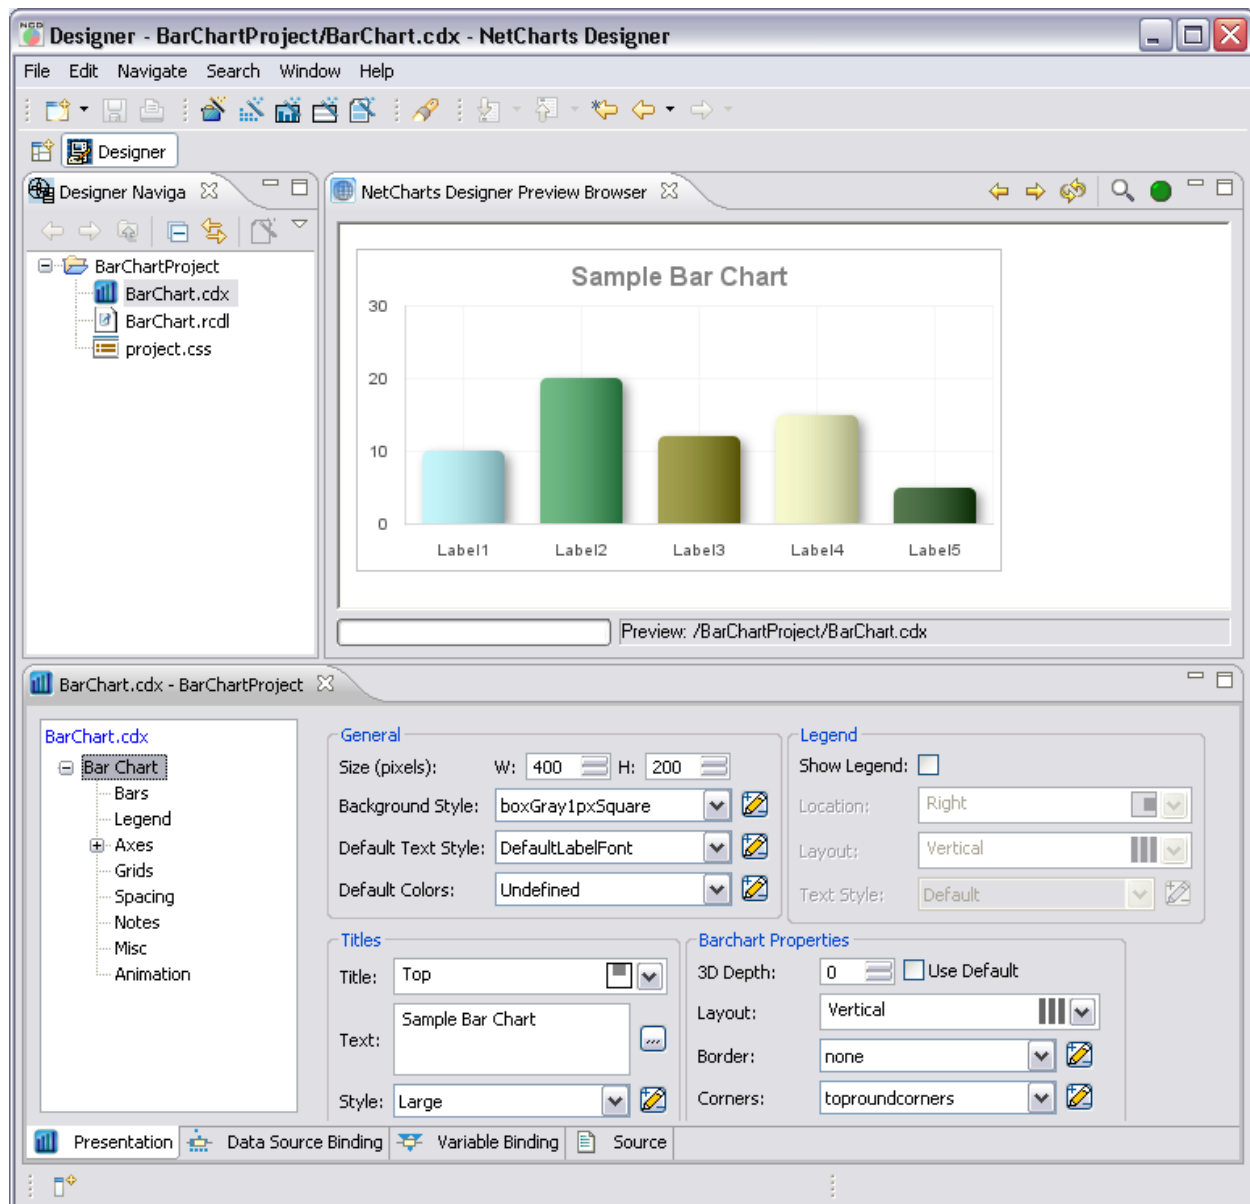 NCD
Designer - BarChartProject/BarChart.cdx - NetCharts Designer
File Edit Navigate Search Window Help
Designer
Designer Naviga
NetCharts Designer Preview Browser
BarChartProject
BarChart.cdx
BarChart.rcdl
project.css
Sample Bar Chart
30
20
10
0
Label1 Label2 Label3 Label4 Label5
Preview: /BarChartProject/BarChart.cdx
BarChart.cdx - BarChartProject
BarChart.cdx
Bar Chart
Bars
Legend
Axes
Grids
Spacing
Notes
Misc
Animation
General
Size (pixels): W: 400 H: 200
Background Style: boxGray1pxSquare
Default Text Style: DefaultLabelFont
Default Colors: Undefined
Legend
Show Legend:
Location: Right
Layout: Vertical
Text Style: Default
Titles
Title: Top
Text: Sample Bar Chart
...
Style: Large
Barchart Properties
3D Depth: 0 Use Default
Layout: Vertical
Border: none
Corners: toproundcorners
Presentation Data Source Binding Variable Binding Source